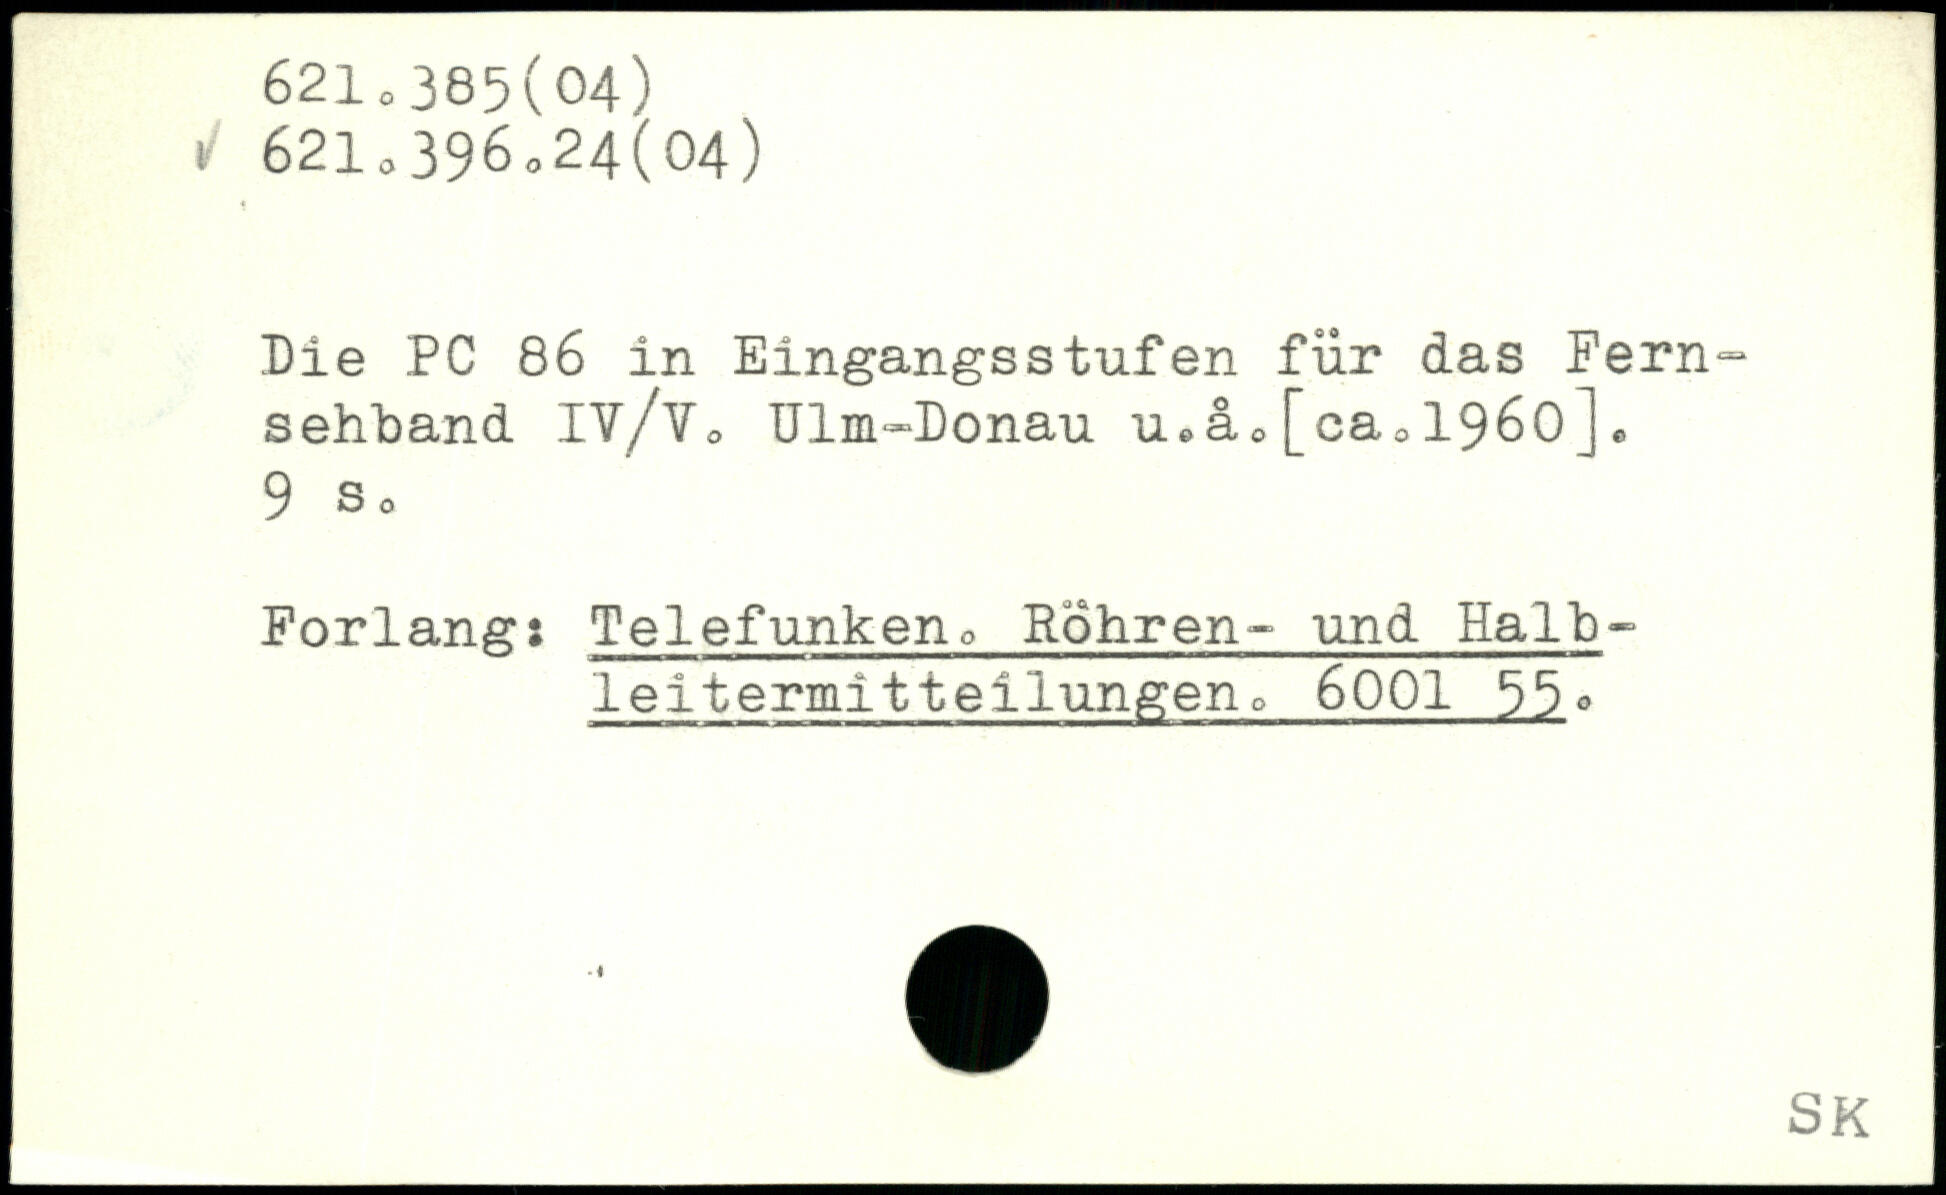 621.385(04)
✓ 621.396.24(04)
Die PC 86 in Eingangsstufen für das Fern-
sehband IV/V. Ulm-Donau u.å.[ca.1960].
9 s.
Forlang: Telefunken. Röhren- und Halb-
leitermitteilungen. 6001 55.
SK